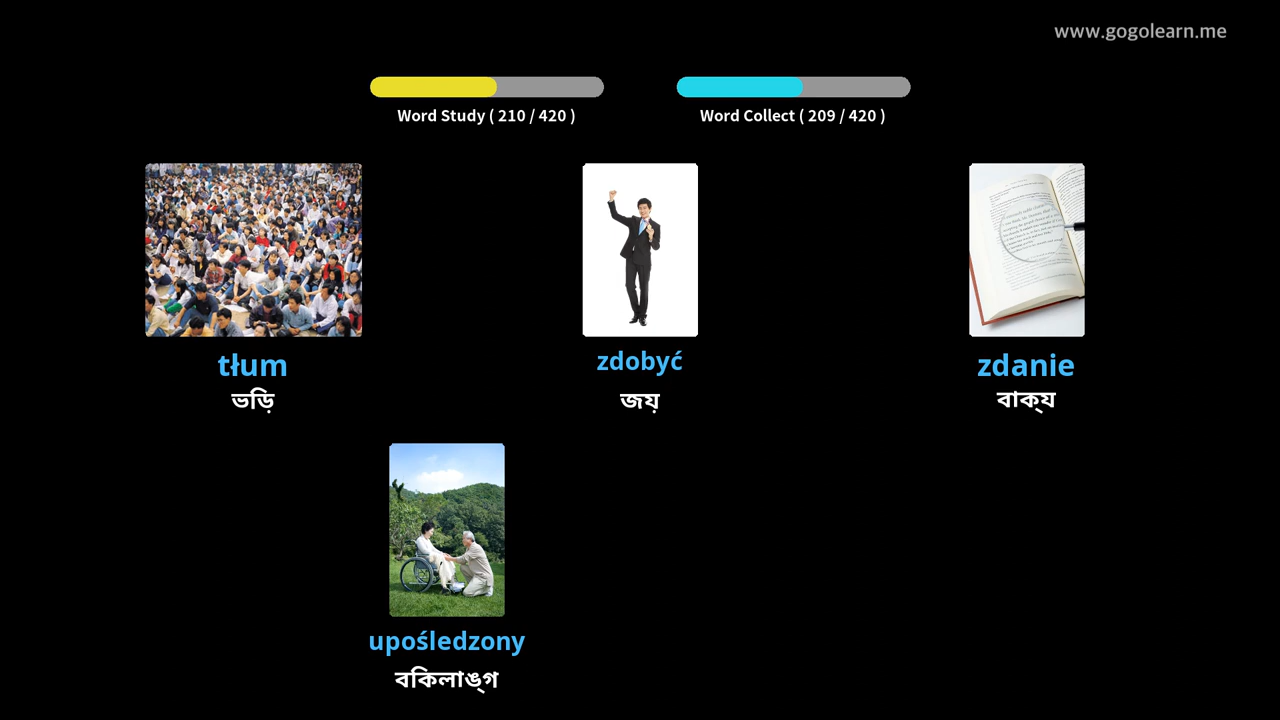 www.gogolearn.me
Word Study ( 210 / 420 )
Word Collect ( 209 / 420 )
tłum
ভিড়
zdobyć
জয়
zdanie
বাক্য
upośledzony
বিকলাঙ্গ